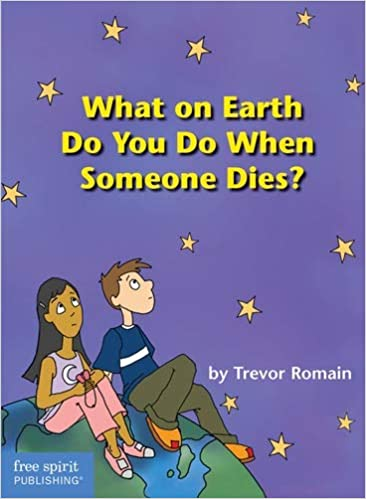 What on Earth
Do You Do When
Someone Dies?
by Trevor Romain
free spirit
PUBLISHING®